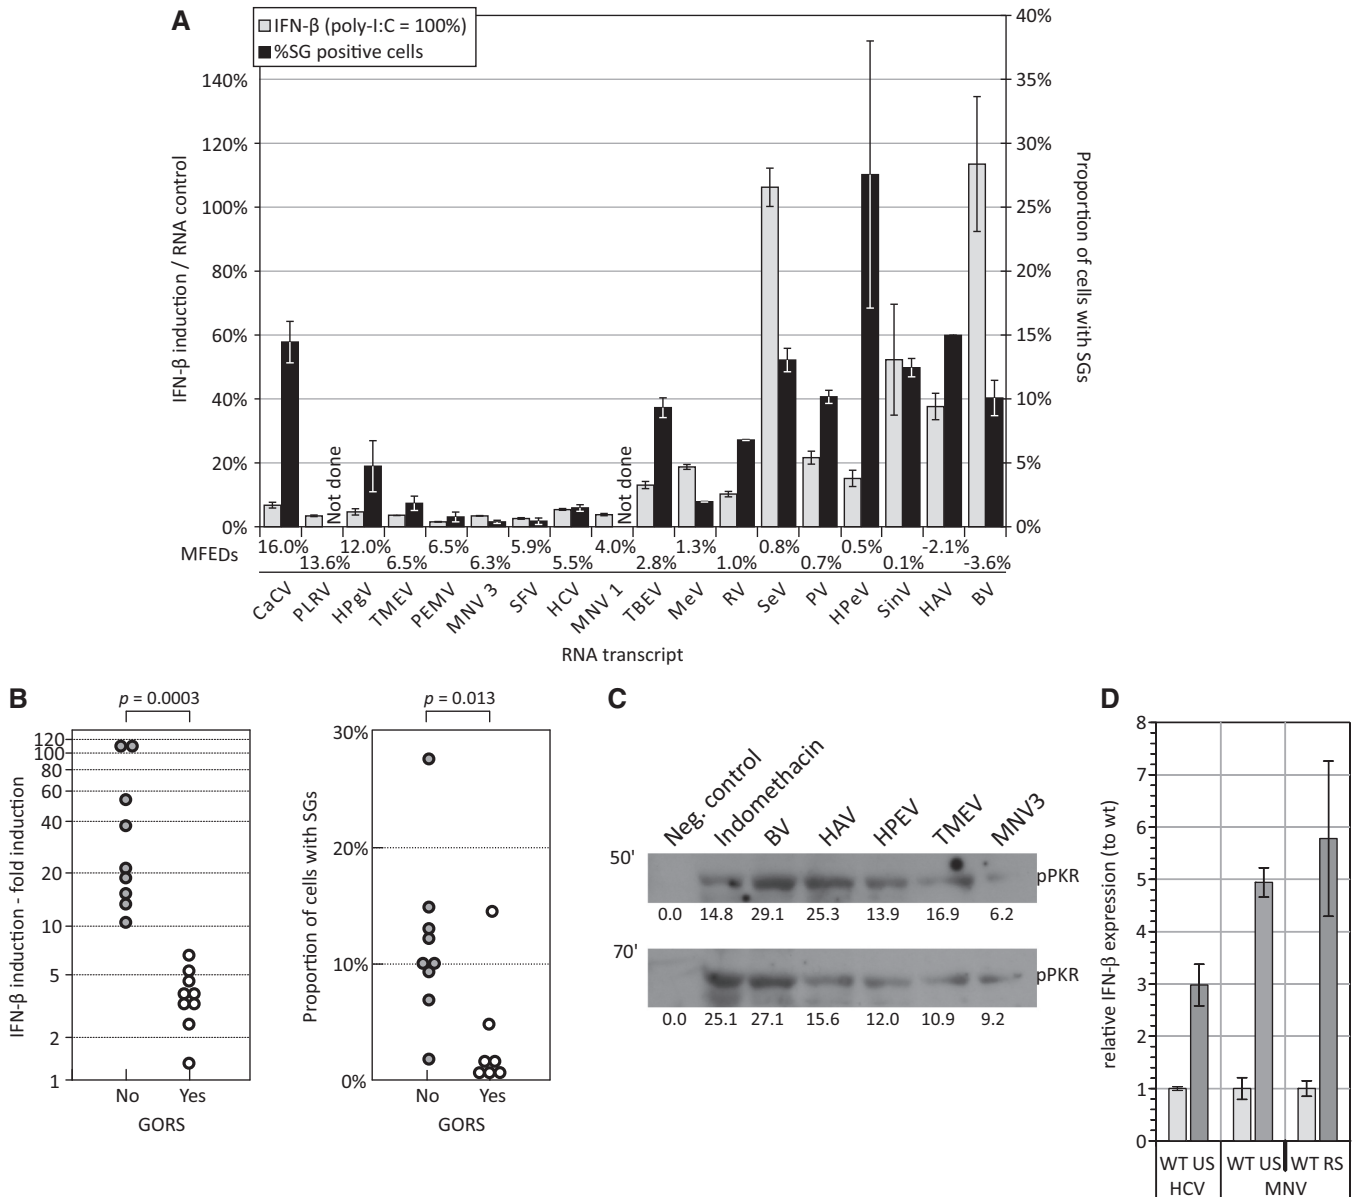 A
IFN-β (poly-I:C = 100%)
%SG positive cells
IFN-β induction / RNA control
140%
120%
100%
80%
60%
40%
20%
0%
Not done
Not done
40%
35%
30%
25%
20%
15%
10%
5%
0%
Proportion of cells with SGs
MFEDs
16.0% 12.0% 6.5% 5.9% 4.0% 1.3% 0.8% 0.5% -2.1%
13.6% 6.5% 6.3% 5.5% 2.8% 1.0% 0.7% 0.1% -3.6%
CaCV PLRV HPgV TMEV PEMV MNV 3 SFV HCV MNV 1 TBEV MeV RV SeV PV HPeV SinV HAV BV
RNA transcript
B
p = 0.0003
IFN-β induction - fold induction
120
100
80
60
40
20
10
5
2
1
No Yes
GORS
p = 0.013
Proportion of cells with SGs
30%
20%
10%
0%
No Yes
GORS
C
Neg. control Indomethacin BV HAV HPEV TMEV MNV3
50'
pPKR
0.0 14.8 29.1 25.3 13.9 16.9 6.2
70'
pPKR
0.0 25.1 27.1 15.6 12.0 10.9 9.2
D
relative IFN-β expression (to wt)
8
7
6
5
4
3
2
1
0
WT US WT US WT RS
HCV MNV